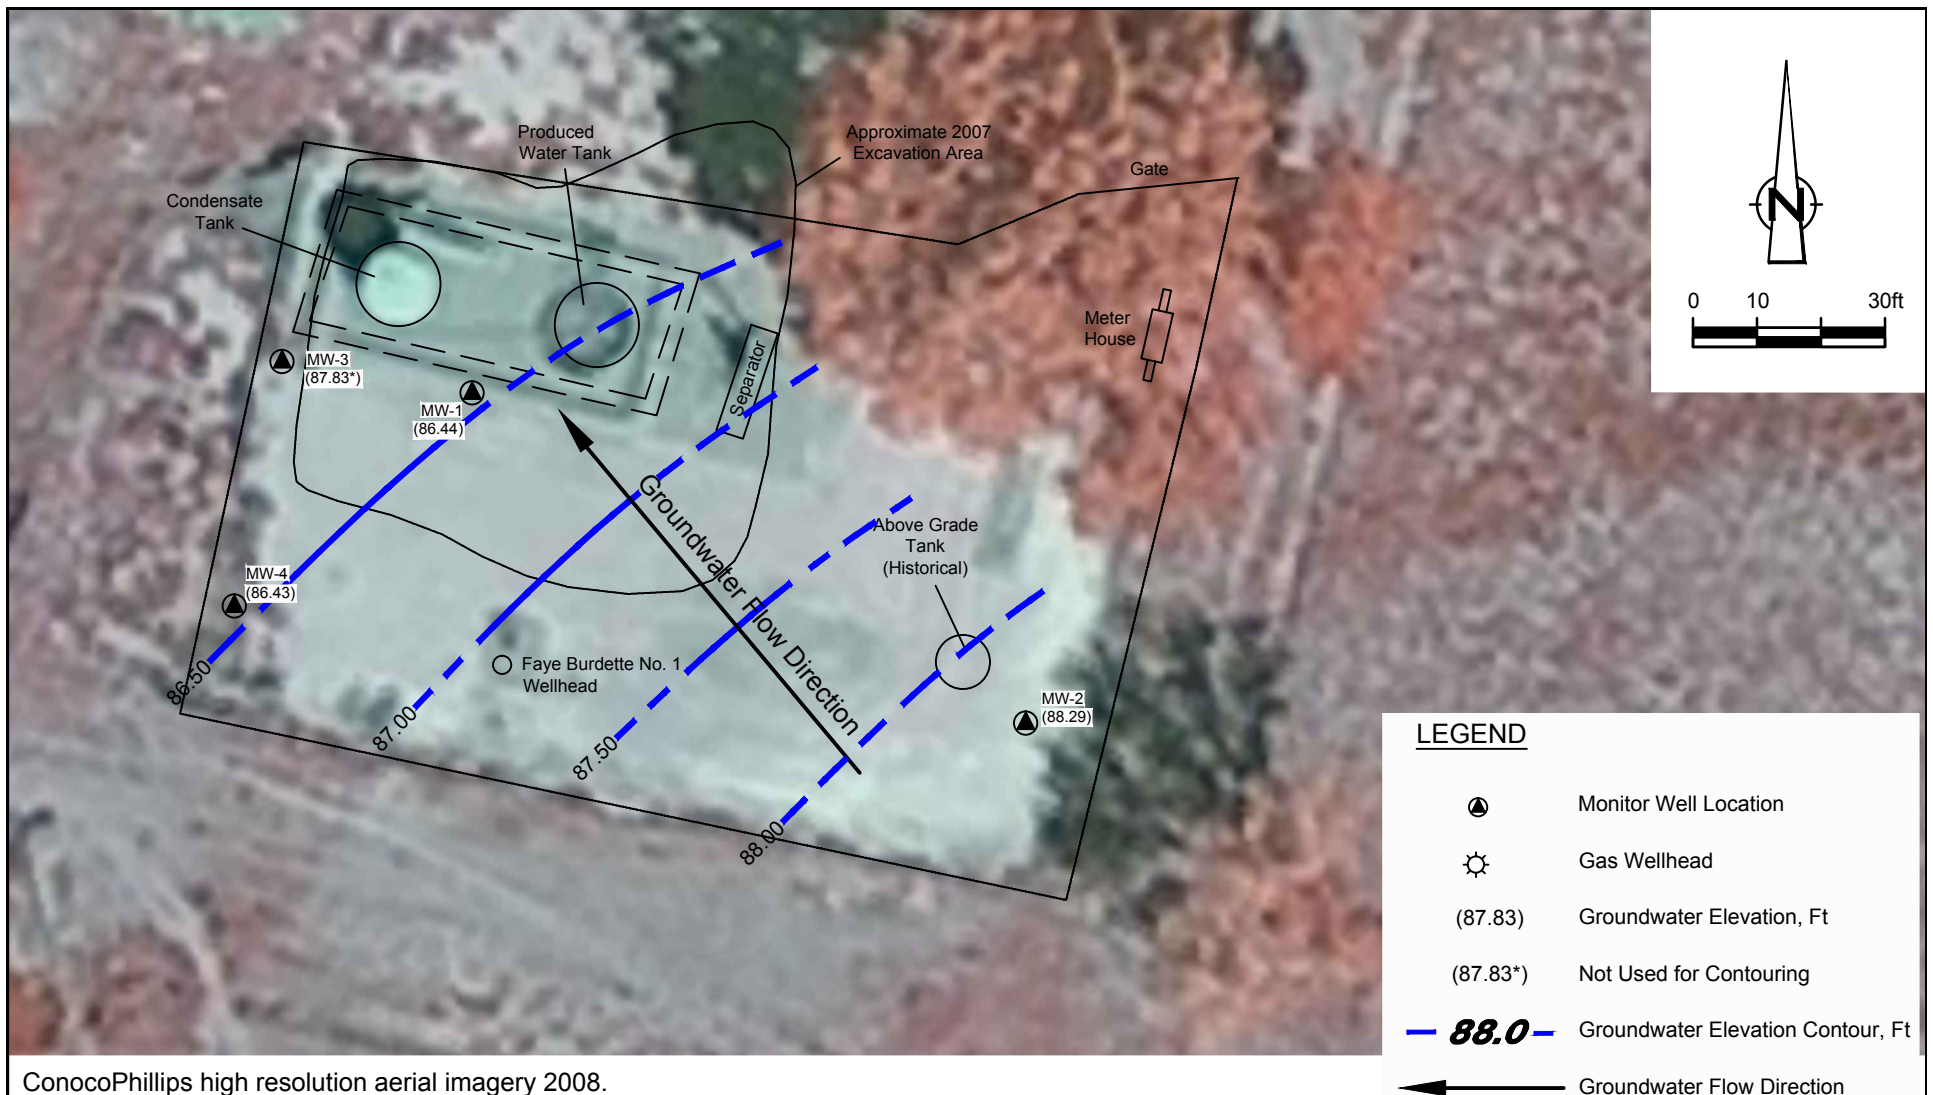 Produced
Water Tank
Approximate 2007
Excavation Area
Gate
Condensate
Tank
N
0 10 30ft
Meter
House
MW-3
(87.83*)
MW-1
(86.44)
Separator
Groundwater Flow Direction
Above Grade
Tank
(Historical)
MW-4
(86.43)
Faye Burdette No. 1
Wellhead
86.50
87.00
87.50
88.00
MW-2
(88.29)
LEGEND
Monitor Well Location
Gas Wellhead
(87.83) Groundwater Elevation, Ft
(87.83*) Not Used for Contouring
88.0 Groundwater Elevation Contour, Ft
Groundwater Flow Direction
ConocoPhillips high resolution aerial imagery 2008.